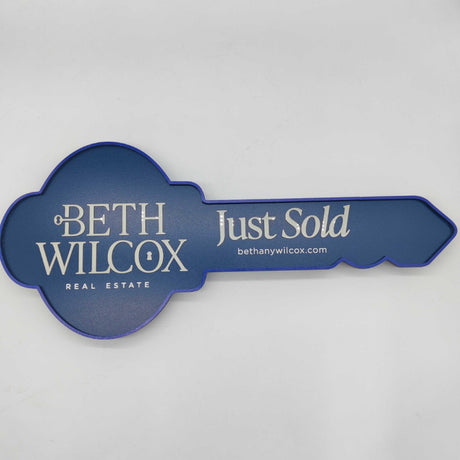 BETH
WILCOX
REAL ESTATE
Just Sold
bethanywilcox.com